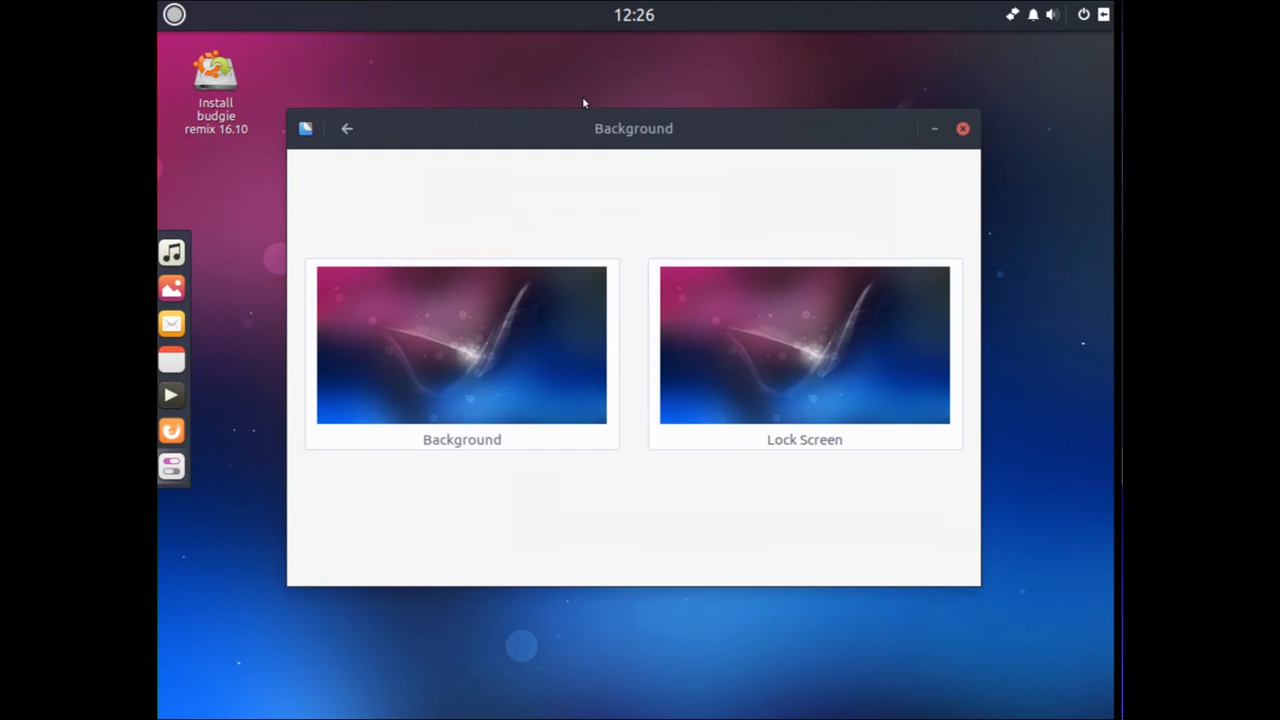 12:26
Install
budgie
remix 16.10
Background
Background
Lock Screen